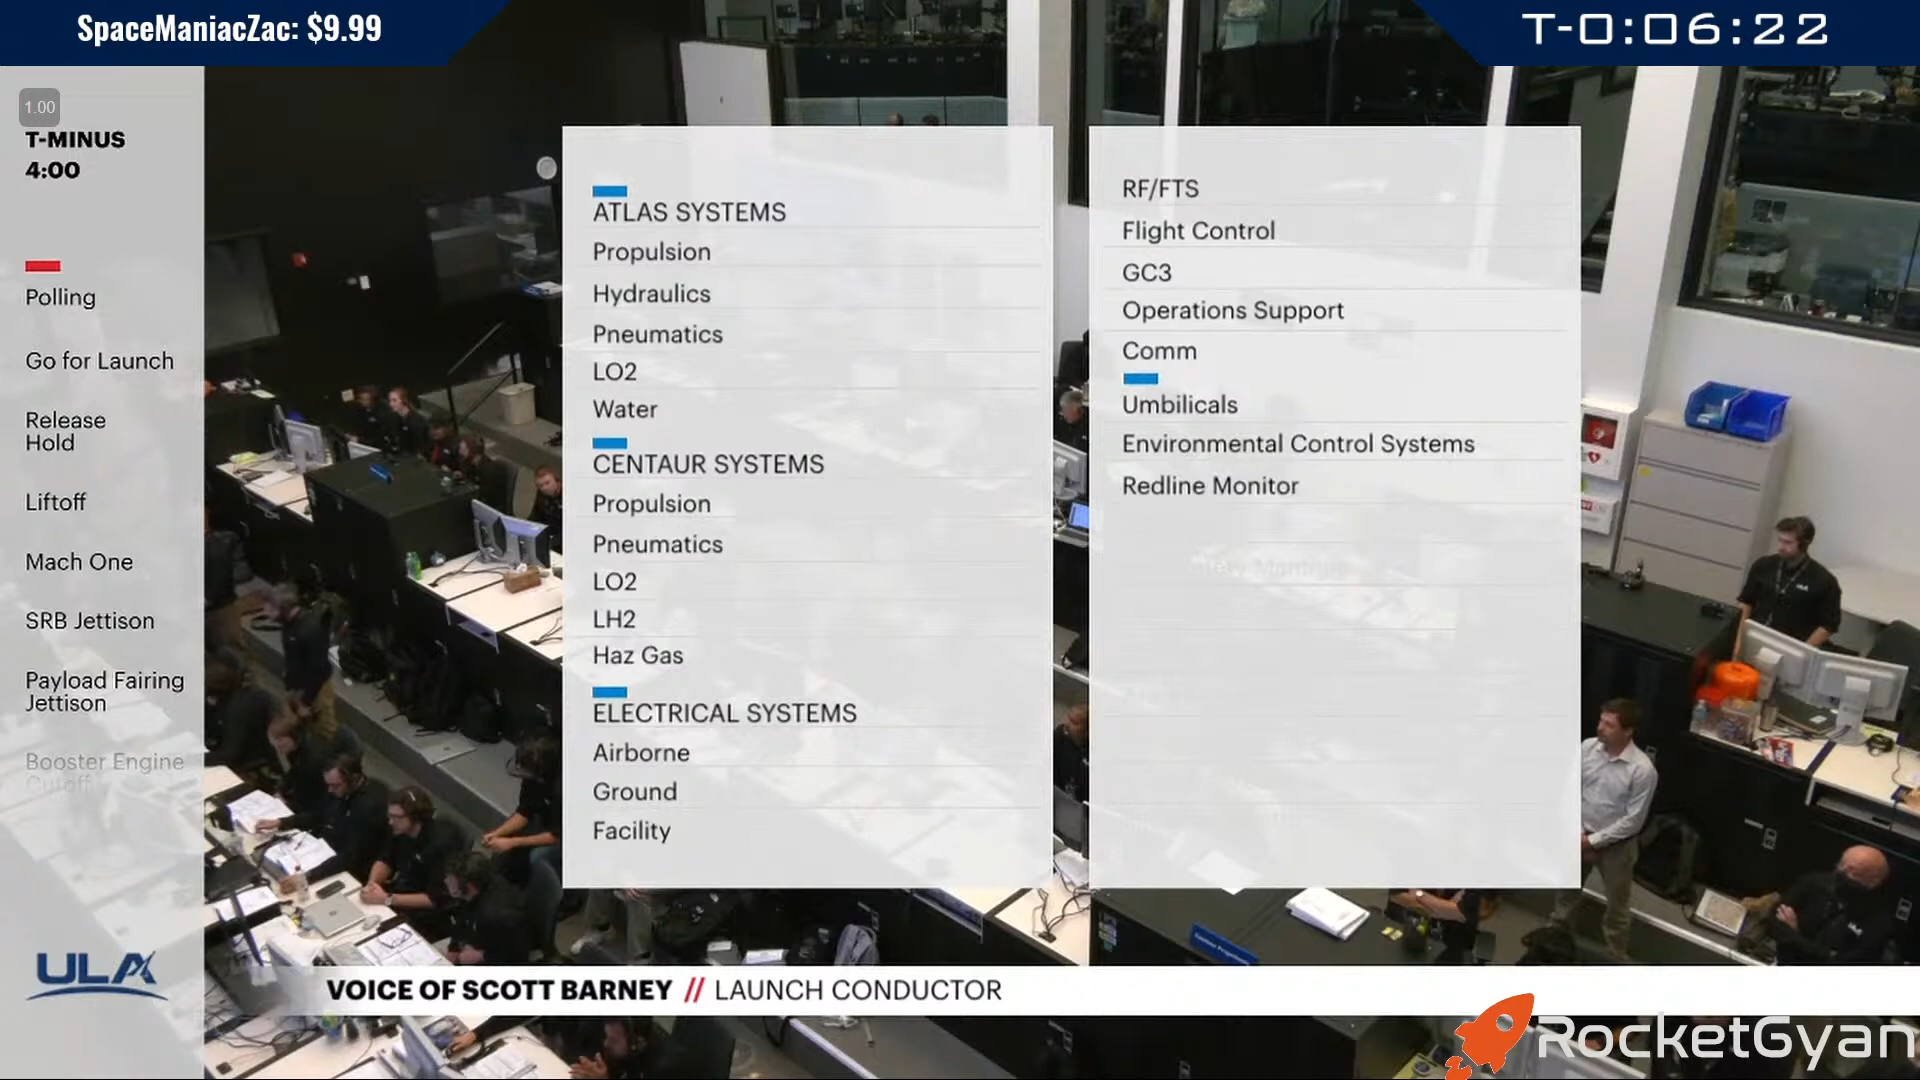 SpaceManiacZac: $9.99
T-0:06:22
1.00
T-MINUS
4:00
Polling
Go for Launch
Release
Hold
Liftoff
Mach One
SRB Jettison
Payload Fairing
Jettison
Booster Engine
Cutoff
ULA
ATLAS SYSTEMS
Propulsion
Hydraulics
Pneumatics
LO2
Water
CENTAUR SYSTEMS
Propulsion
Pneumatics
LO2
LH2
Haz Gas
ELECTRICAL SYSTEMS
Airborne
Ground
Facility
RF/FTS
Flight Control
GC3
Operations Support
Comm
Umbilicals
Environmental Control Systems
Redline Monitor
VOICE OF SCOTT BARNEY // LAUNCH CONDUCTOR
RocketGyan